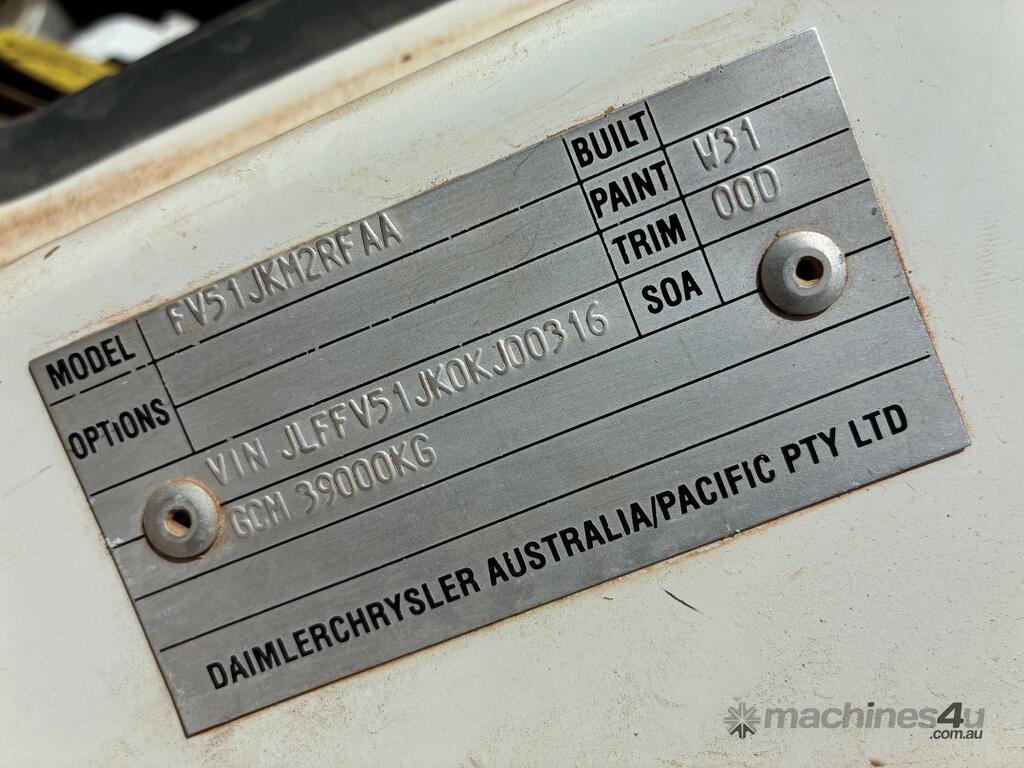 MODEL FV51JKM2RFAA BUILT
OPTIONS PAINT W31
TRIM 00D
VIN JLFFV51JK0KJ00316 SOA
GCM 39000KG
DAIMLERCHRYSLER AUSTRALIA/PACIFIC PTY LTD
machines4u
.com.au